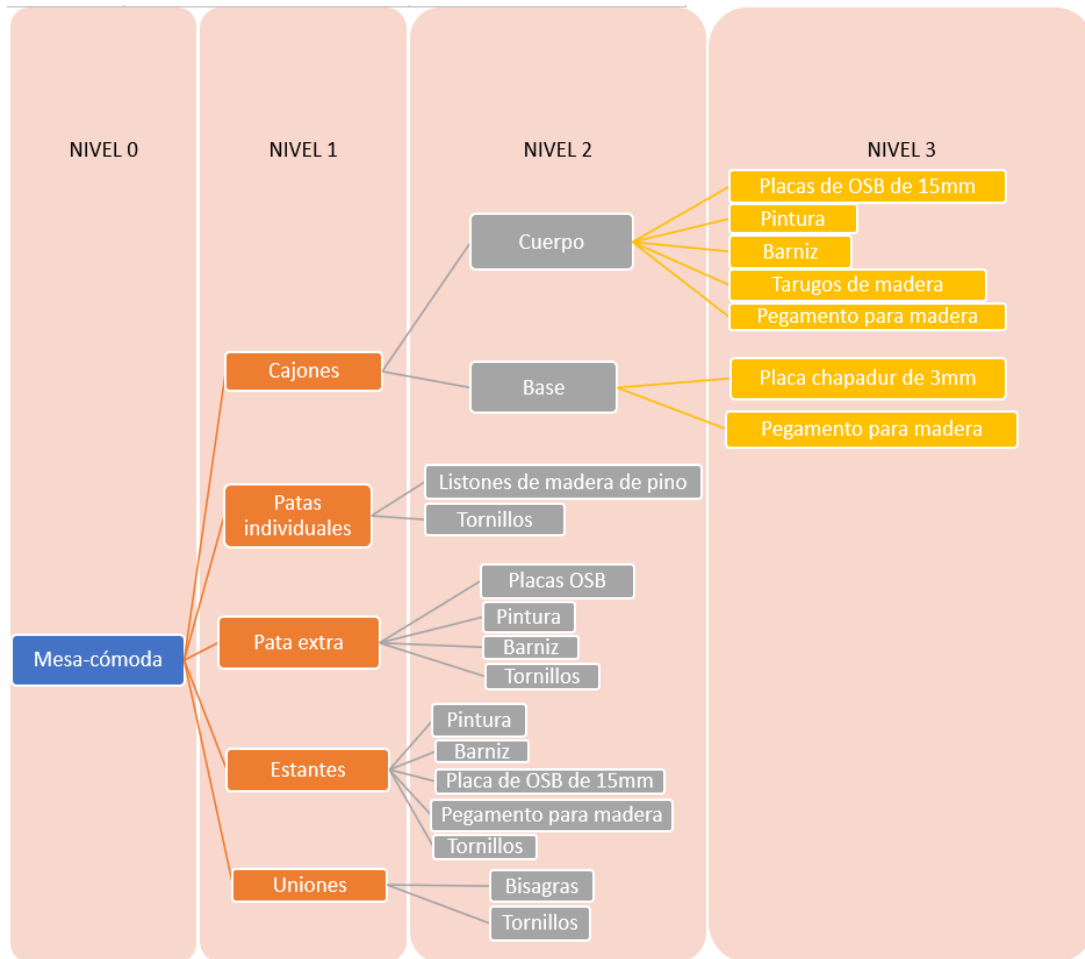 NIVEL 0
NIVEL 1
NIVEL 2
NIVEL 3
Mesa-cómoda
Cajones
Patas
individuales
Pata extra
Estantes
Uniones
Cuerpo
Base
Listones de madera de pino
Tornillos
Placas OSB
Pintura
Barniz
Tornillos
Pintura
Barniz
Placa de OSB de 15mm
Pegamento para madera
Tornillos
Bisagras
Tornillos
Placas de OSB de 15mm
Pintura
Barniz
Tarugos de madera
Pegamento para madera
Placa chapadur de 3mm
Pegamento para madera